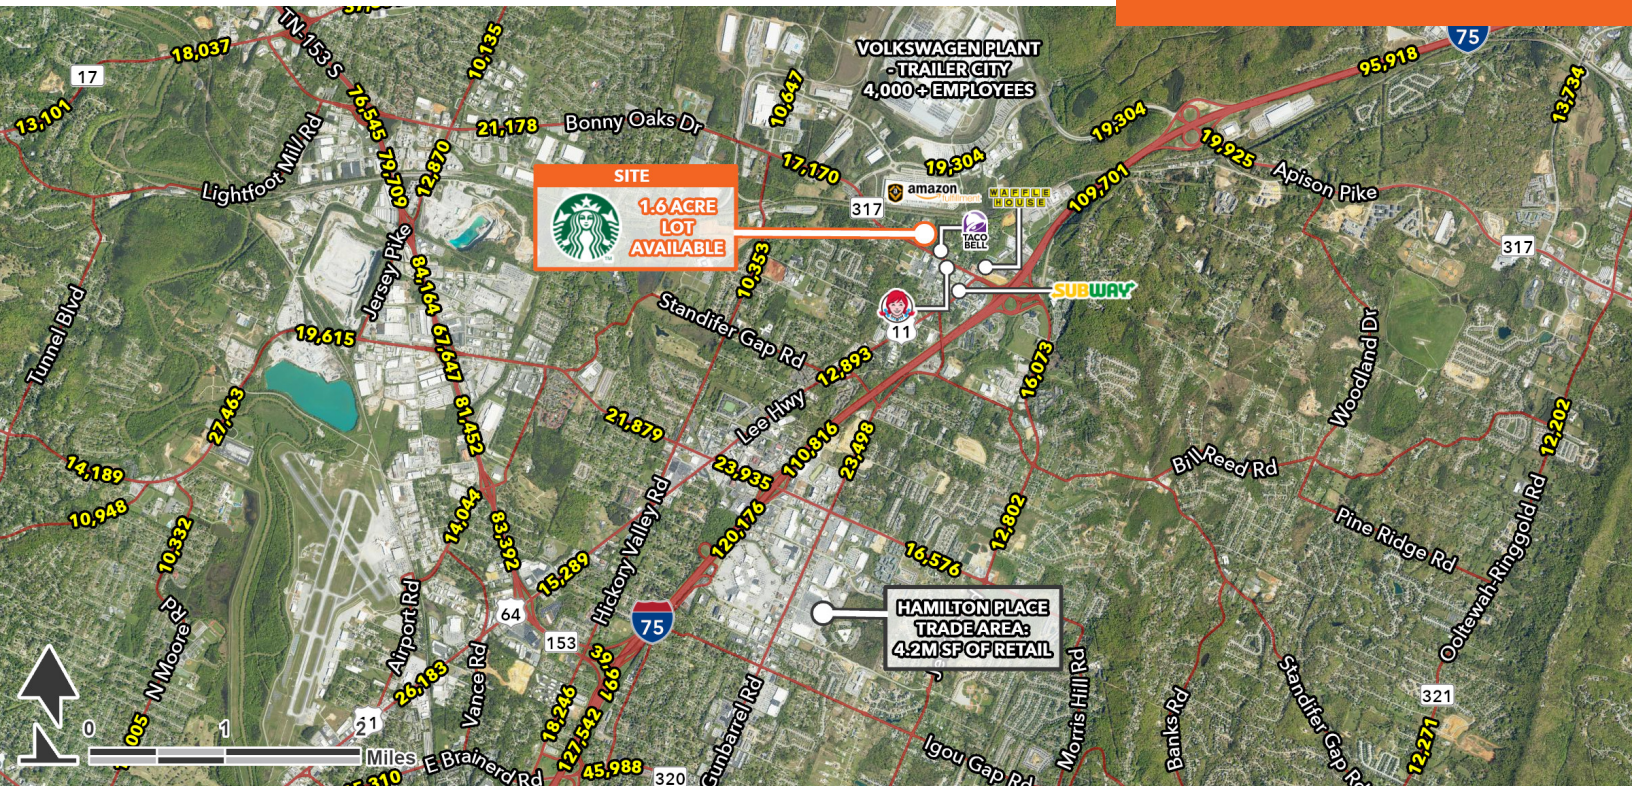 TN-153 S
10,135
75
18,037
17
13,101
76,545
VOLKSWAGEN PLANT
- TRAILER CITY
4,000 + EMPLOYEES
95,918
10,647
13,734
21,178
Bonny Oaks Dr
19,304
Lightfoot Mill/Rd
79,709
12,870
17,170
19,304
19,925
Apison Pike
SITE
1.6 ACRE
LOT
AVAILABLE
317
amazon
fulfillment
WAFFLE
HOUSE
109,701
TACO
BELL
317
Jersey Pike
84,164
10,353
SUBWAY
Tunnel Blvd
19,615
67,647
Standifer Gap Rd
11
12,893
16,073
Woodland Dr
27,463
81,452
21,879
Lee Hwy
110,816
23,498
12,202
14,189
23,935
Bill Reed Rd
10,948
10,332
14,044
83,392
Hickory Valley Rd
120,176
12,802
Pine Ridge Rd
15,289
16,576
Ooltewah-Ringgold Rd
64
75
153
HAMILTON PLACE
TRADE AREA:
4.2M SF OF RETAIL
N Moore Rd
Airport Rd
Vance Rd
26,183
39,166
18,246
127,542
Gunbarrel Rd
Morris Hill Rd
Banks Rd
Standifer Gap Rd
321
12,271
0 1 2
Miles
E Brainerd Rd
45,988
320
Igou Gap Rd